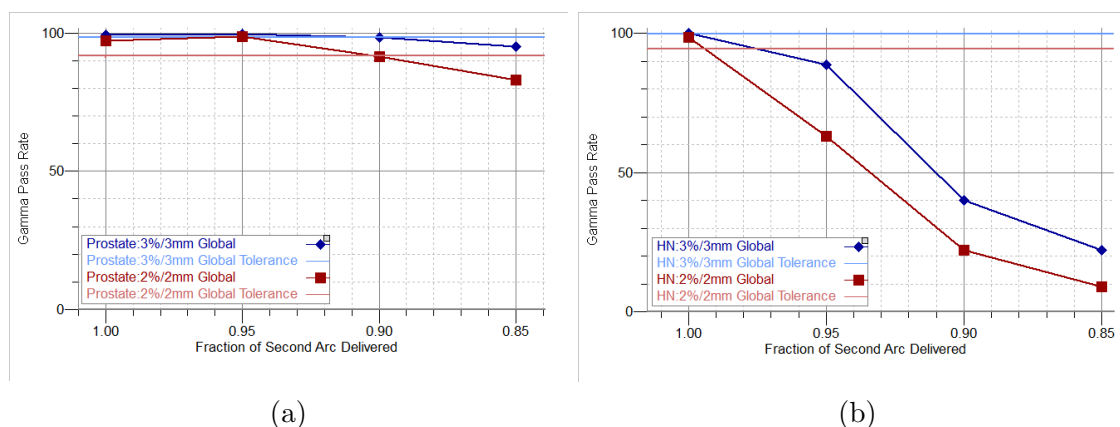 100
50
0
Gamma Pass Rate
Prostate:3%/3mm Global
Prostate:3%/3mm Global Tolerance
Prostate:2%/2mm Global
Prostate:2%/2mm Global Tolerance
1.00 0.95 0.90 0.85
Fraction of Second Arc Delivered
(a)
100
50
0
Gamma Pass Rate
HN:3%/3mm Global
HN:3%/3mm Global Tolerance
HN:2%/2mm Global
HN:2%/2mm Global Tolerance
1.00 0.95 0.90 0.85
Fraction of Second Arc Delivered
(b)